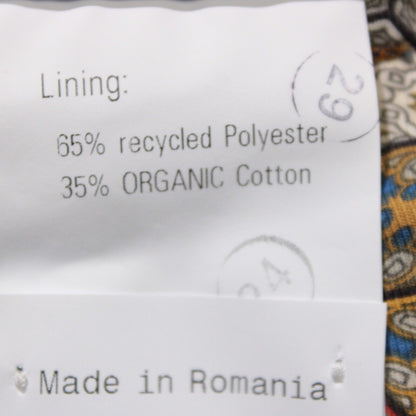 Lining:
29
65% recycled Polyester
35% ORGANIC Cotton
Made in Romania